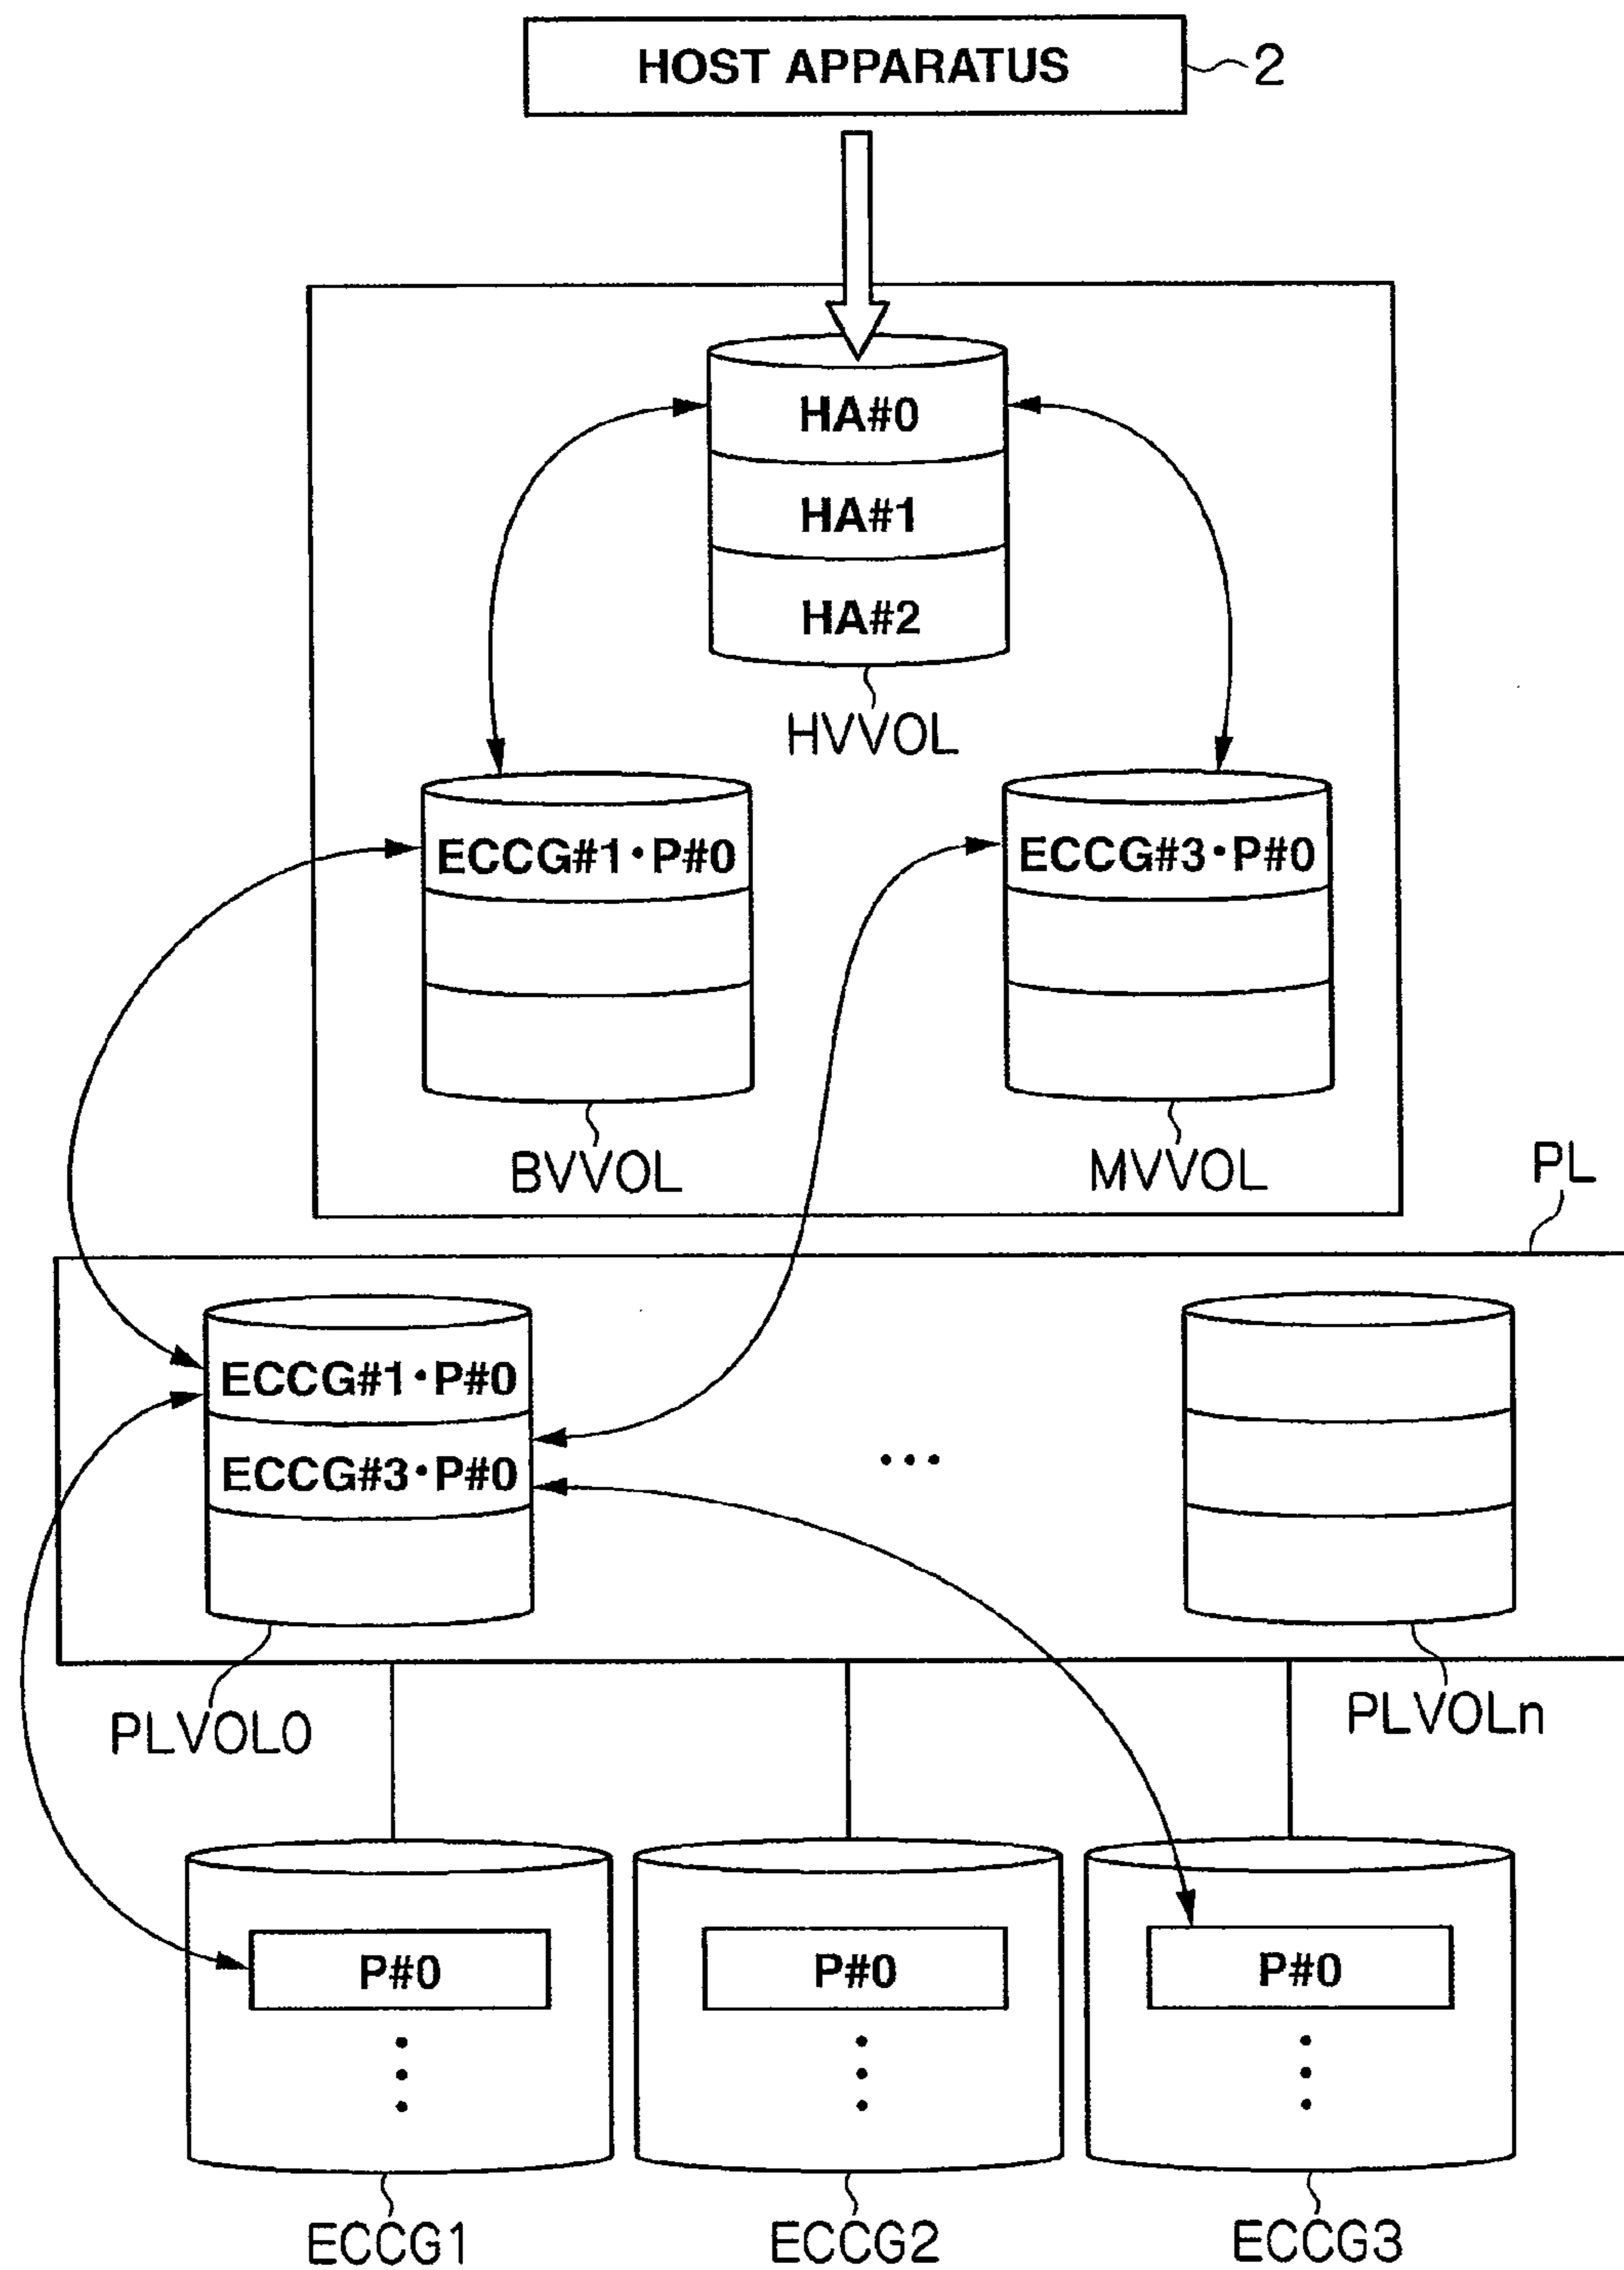 HOST APPARATUS
2
HA#0
HA#1
HA#2
HVVOL
ECCG#1·P#0
ECCG#3·P#0
BVVOL
MVVOL
PL
ECCG#1·P#0
ECCG#3·P#0
...
PLVOL0
PLVOLn
P#0
P#0
P#0
ECCG1
ECCG2
ECCG3